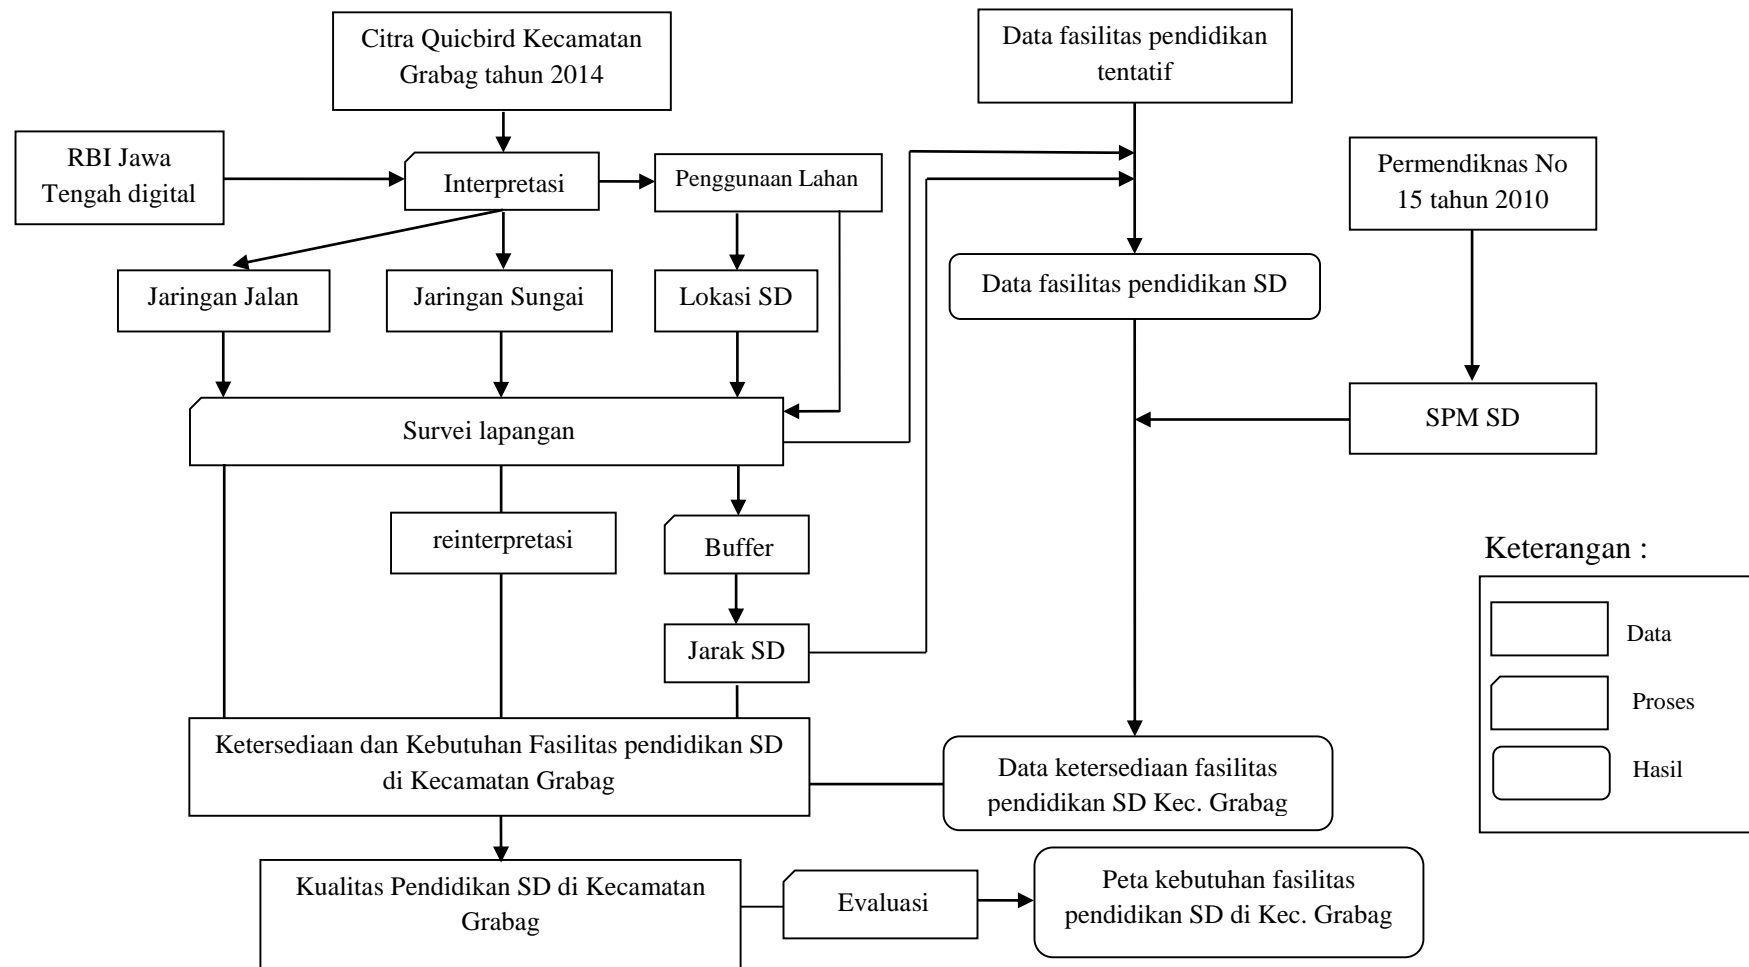 Citra Quicbird Kecamatan
Grabag tahun 2014
Data fasilitas pendidikan
tentatif
RBI Jawa
Tengah digital
Interpretasi
Penggunaan Lahan
Permendiknas No
15 tahun 2010
Jaringan Jalan
Jaringan Sungai
Lokasi SD
Data fasilitas pendidikan SD
Survei lapangan
SPM SD
reinterpretasi
Buffer
Jarak SD
Keterangan :
Data
Proses
Hasil
Ketersediaan dan Kebutuhan Fasilitas pendidikan SD
di Kecamatan Grabag
Data ketersediaan fasilitas
pendidikan SD Kec. Grabag
Kualitas Pendidikan SD di Kecamatan
Grabag
Evaluasi
Peta kebutuhan fasilitas
pendidikan SD di Kec. Grabag